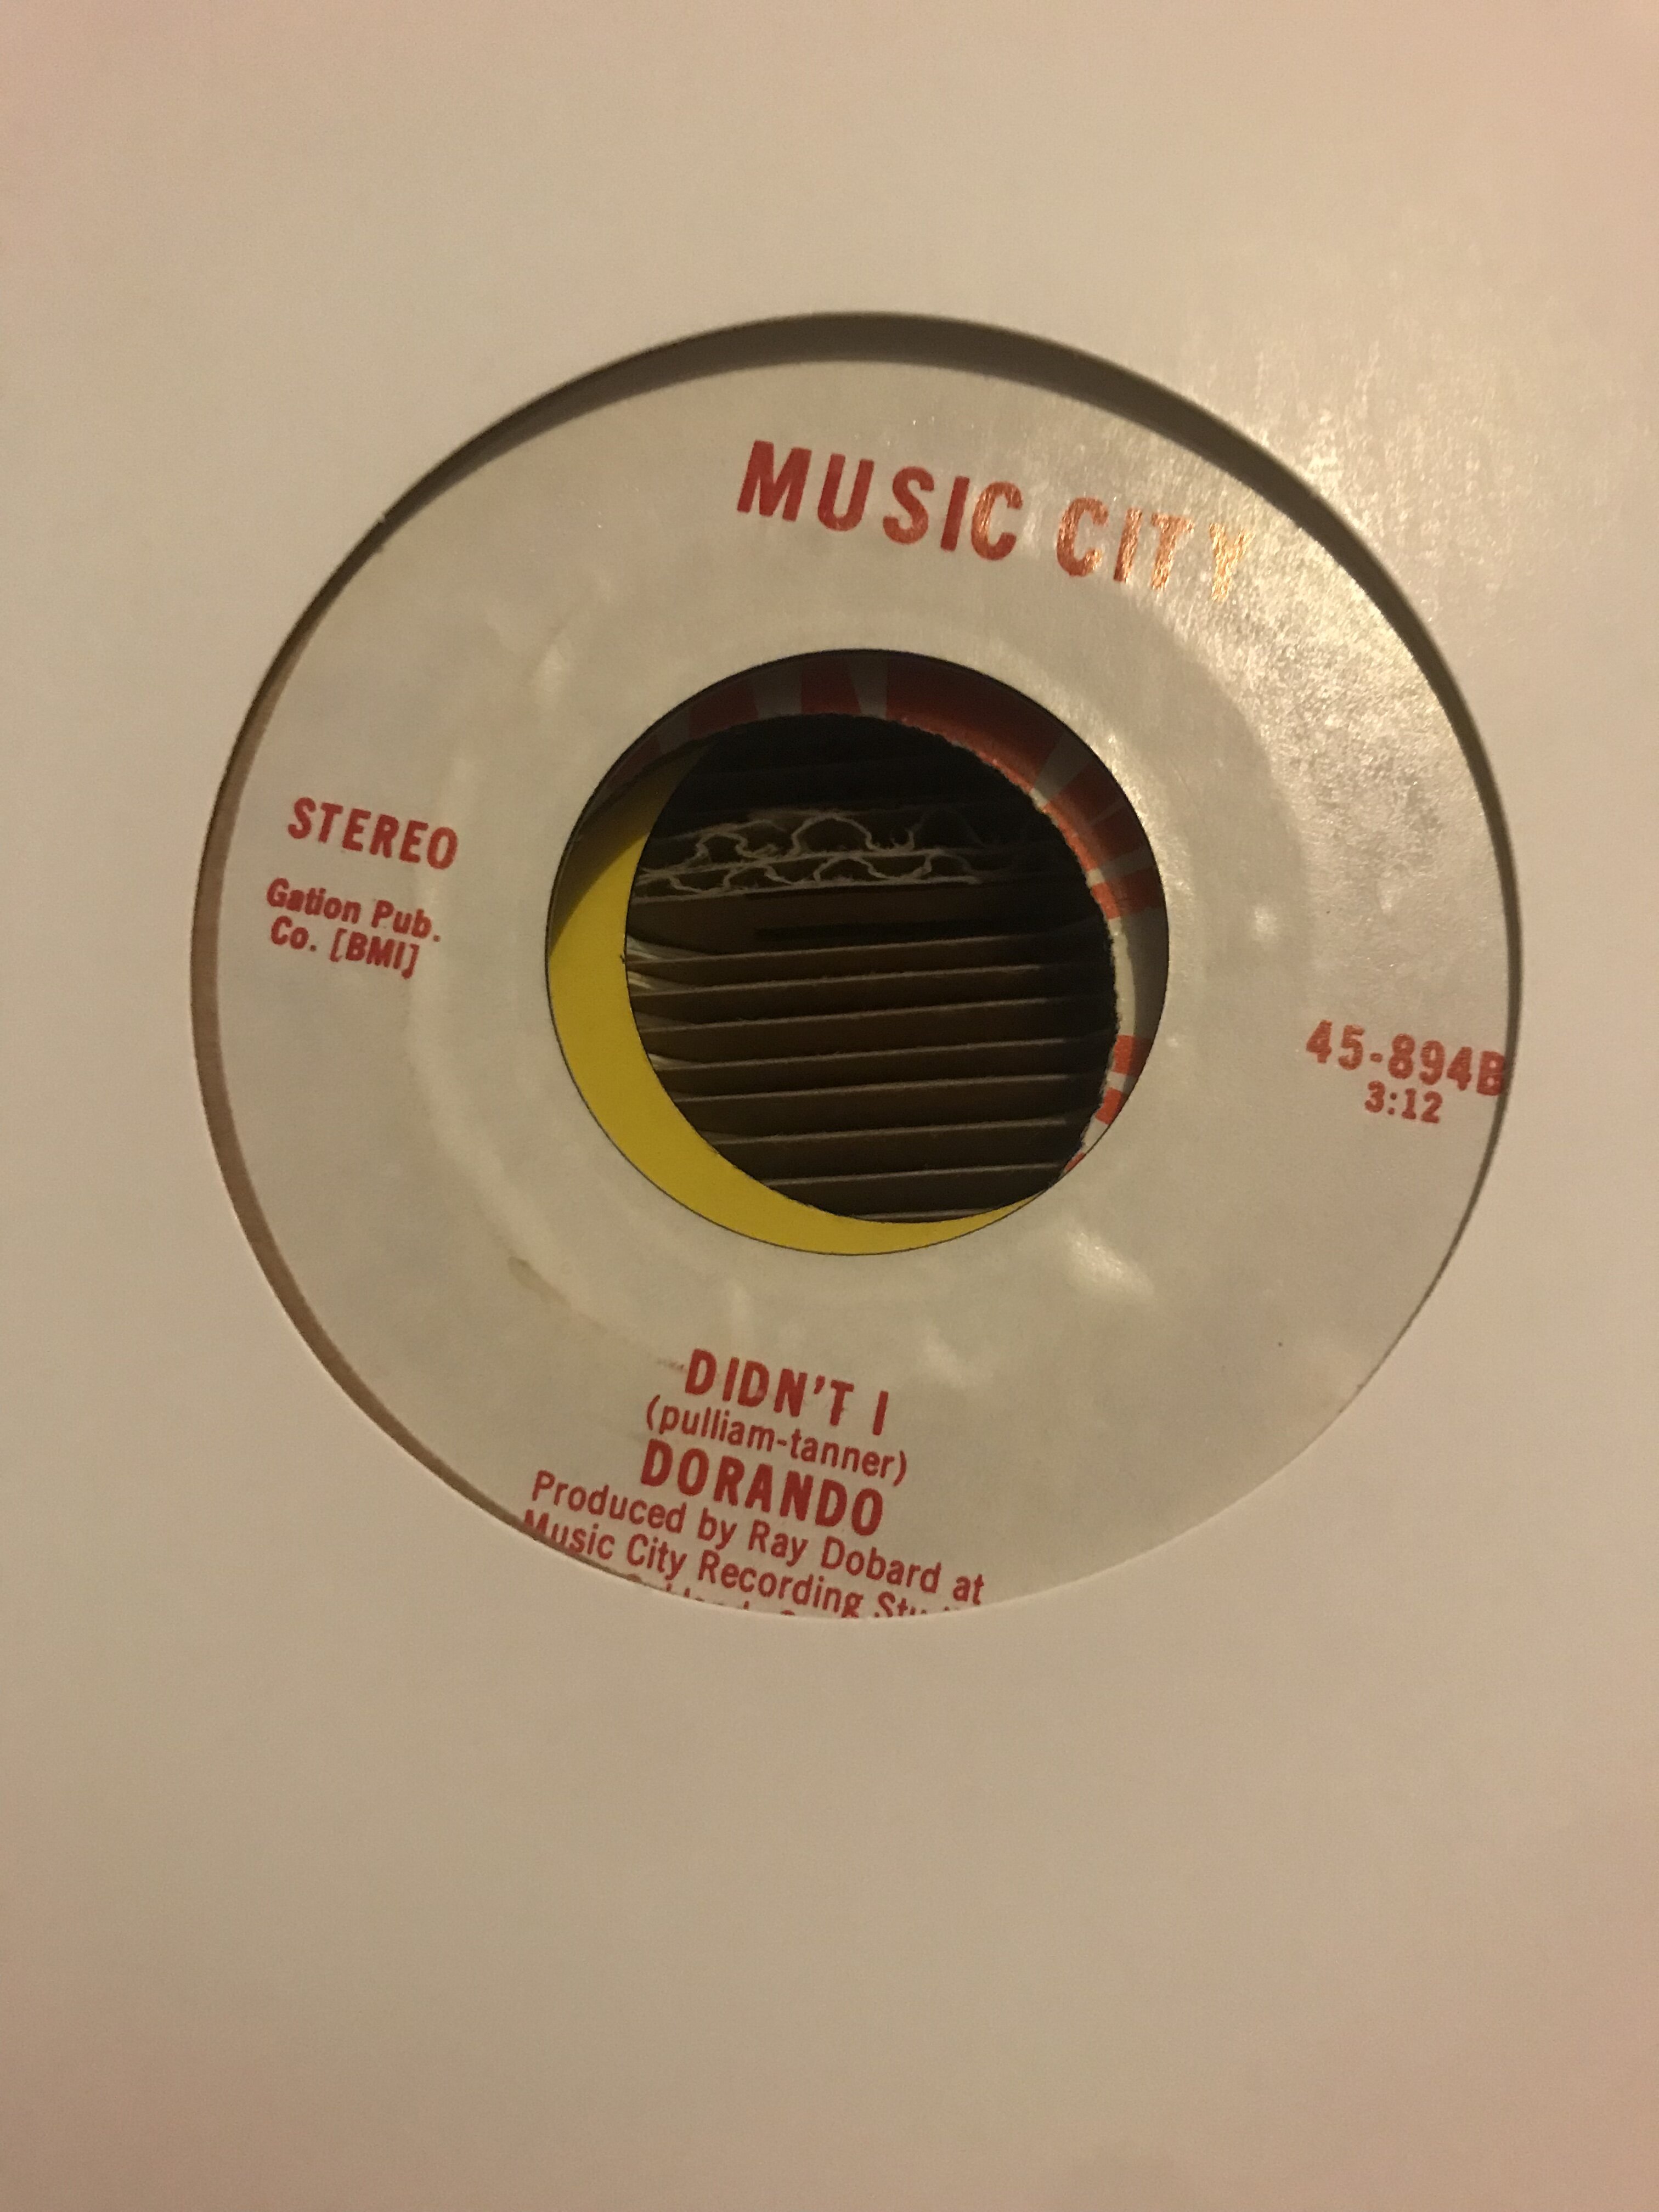 MUSIC CITY
STEREO
Gation Pub.
Co. [BMI]
45-894B
3:12
DIDN'T I
(pulliam-tanner)
DORANDO
Produced by Ray Dobard at
Music City Recording